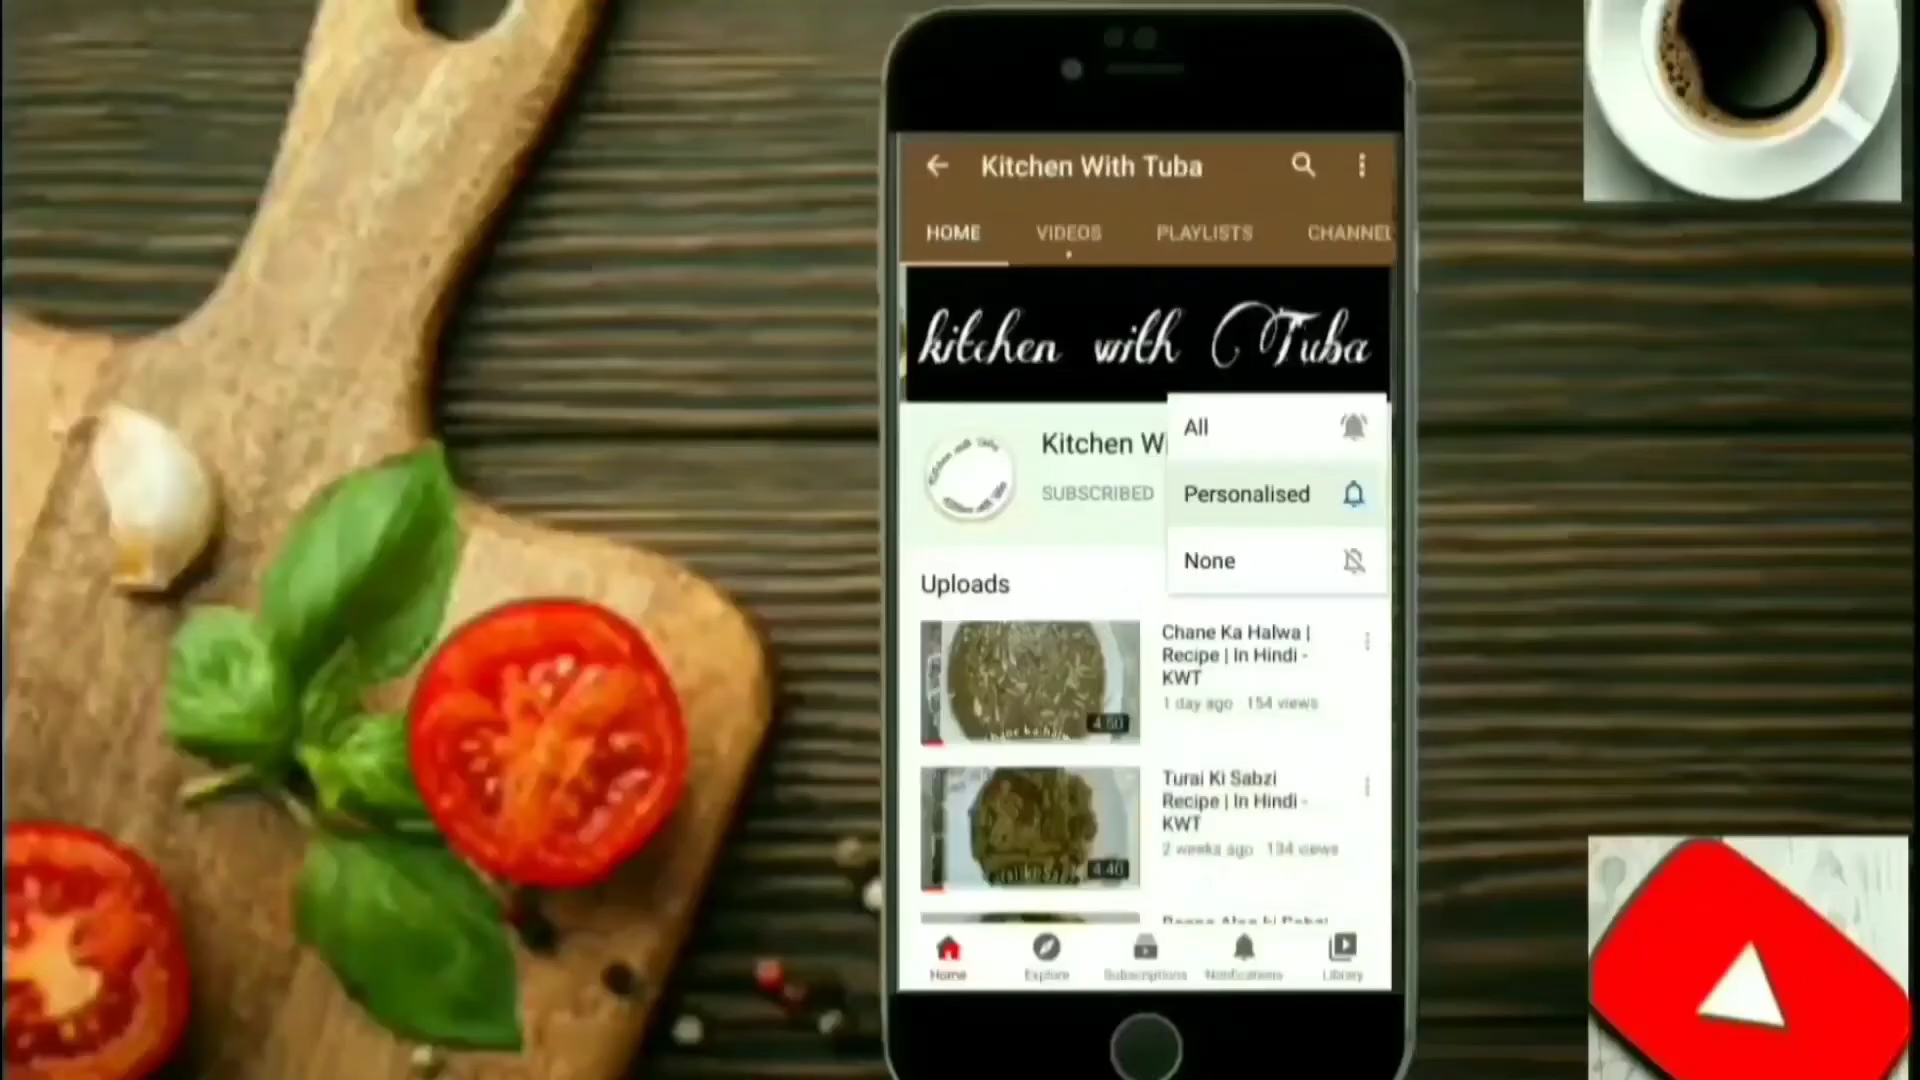 Kitchen With Tuba
HOME VIDEOS PLAYLISTS CHANNEL
kitchen with Tuba
Kitchen Wi
SUBSCRIBED
All
Personalised
None
Uploads
Chane Ka Halwa |
Recipe | In Hindi -
KWT
1 day ago 154 views
4:50
Turai Ki Sabzi
Recipe | In Hindi -
KWT
2 weeks ago 134 views
4:40
Home Explore Subscriptions Notifications Library